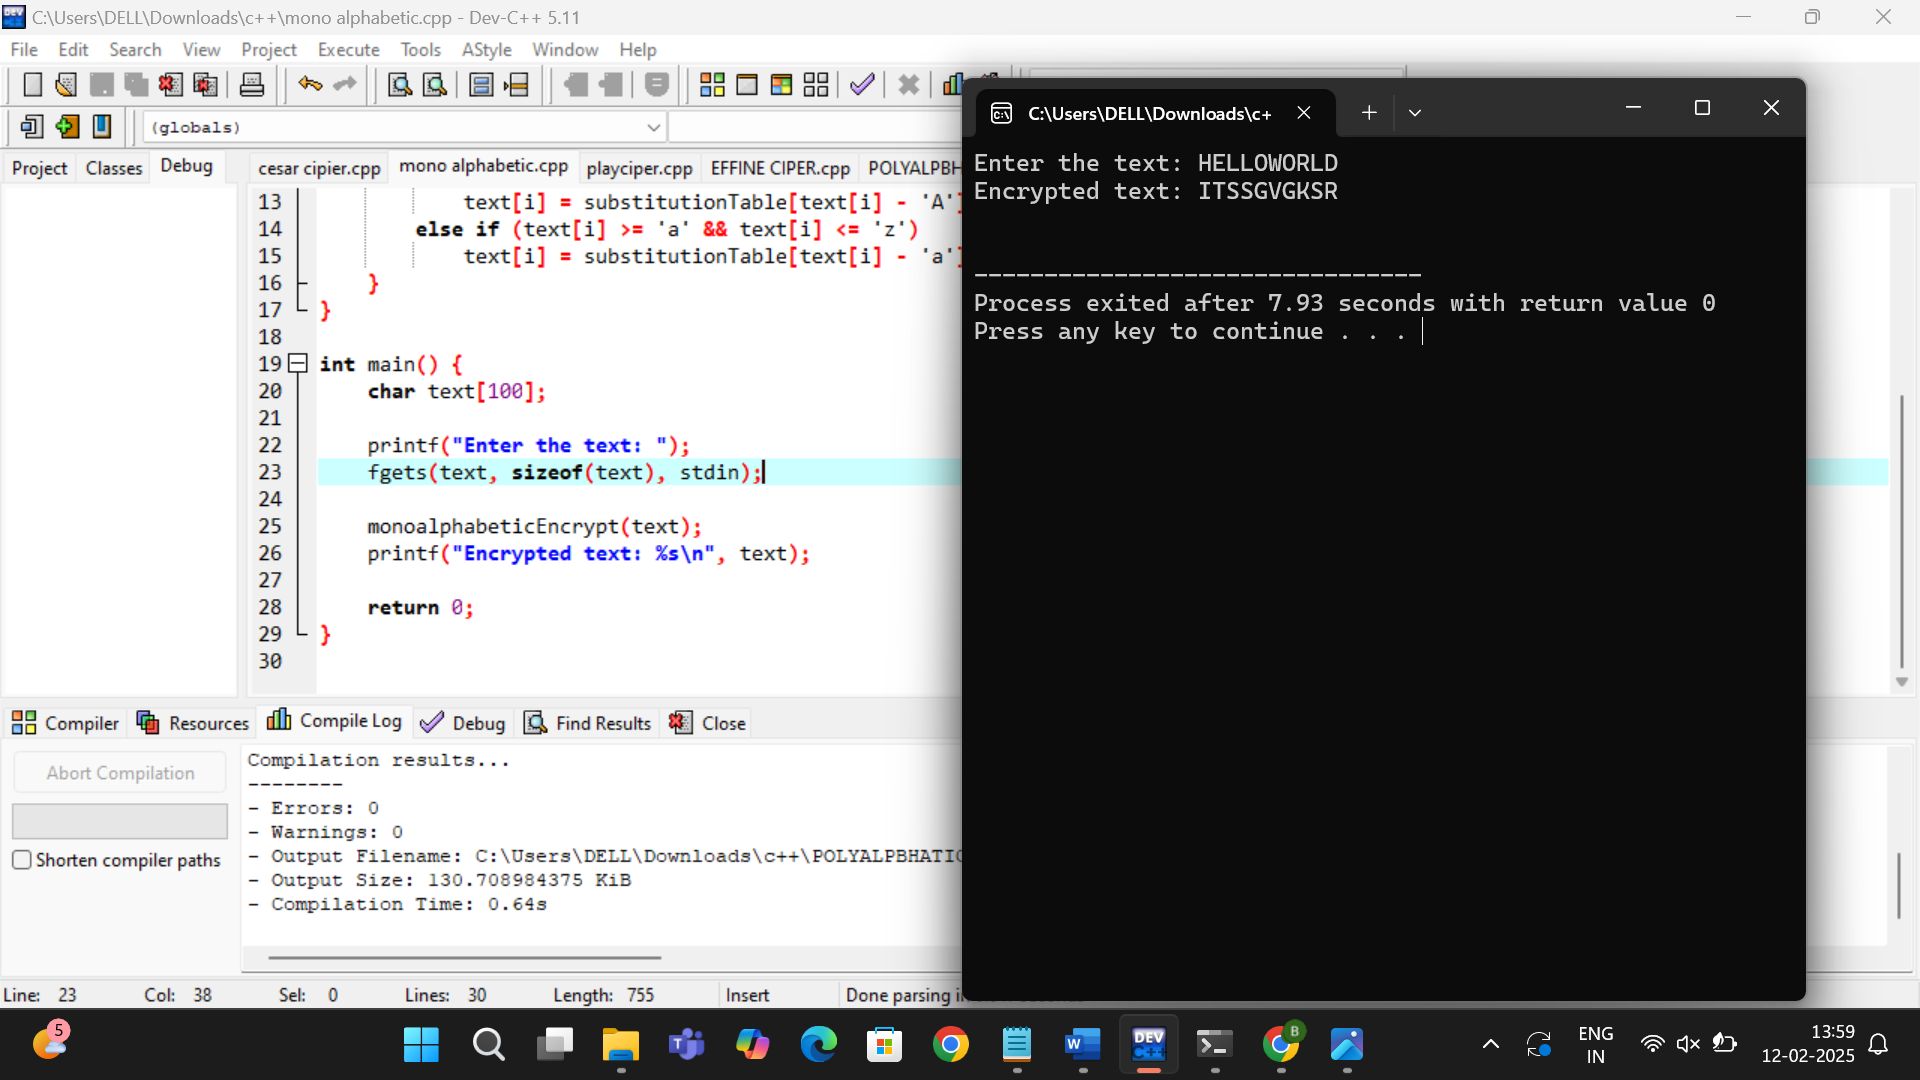 C:\Users\DELL\Downloads\c++\mono alphabetic.cpp - Dev-C++ 5.11
File Edit Search View Project Execute Tools AStyle Window Help
(globals)
Project Classes Debug
cesar cipier.cpp mono alphabetic.cpp playciper.cpp EFFINE CIPER.cpp POLYALPBH
13 text[i] = substitutionTable[text[i] - 'A']
14 else if (text[i] >= 'a' && text[i] <= 'z')
15 text[i] = substitutionTable[text[i] - 'a']
16 }
17 }
18
19 int main() {
20 char text[100];
21
22 printf("Enter the text: ");
23 fgets(text, sizeof(text), stdin);
24
25 monoalphabeticEncrypt(text);
26 printf("Encrypted text: %s\n", text);
27
28 return 0;
29 }
30
C:\Users\DELL\Downloads\c+
Enter the text: HELLOWORLD
Encrypted text: ITSSGVGKSR
--------------------------------
Process exited after 7.93 seconds with return value 0
Press any key to continue . . .
Compiler Resources Compile Log Debug Find Results Close
Abort Compilation
Shorten compiler paths
Compilation results...
--------
- Errors: 0
- Warnings: 0
- Output Filename: C:\Users\DELL\Downloads\c++\POLYALPBHATIC
- Output Size: 130.708984375 KiB
- Compilation Time: 0.64s
Line: 23 Col: 38 Sel: 0 Lines: 30 Length: 755 Insert Done parsing
5
DEV C++
W
B
ENG
IN
13:59
12-02-2025